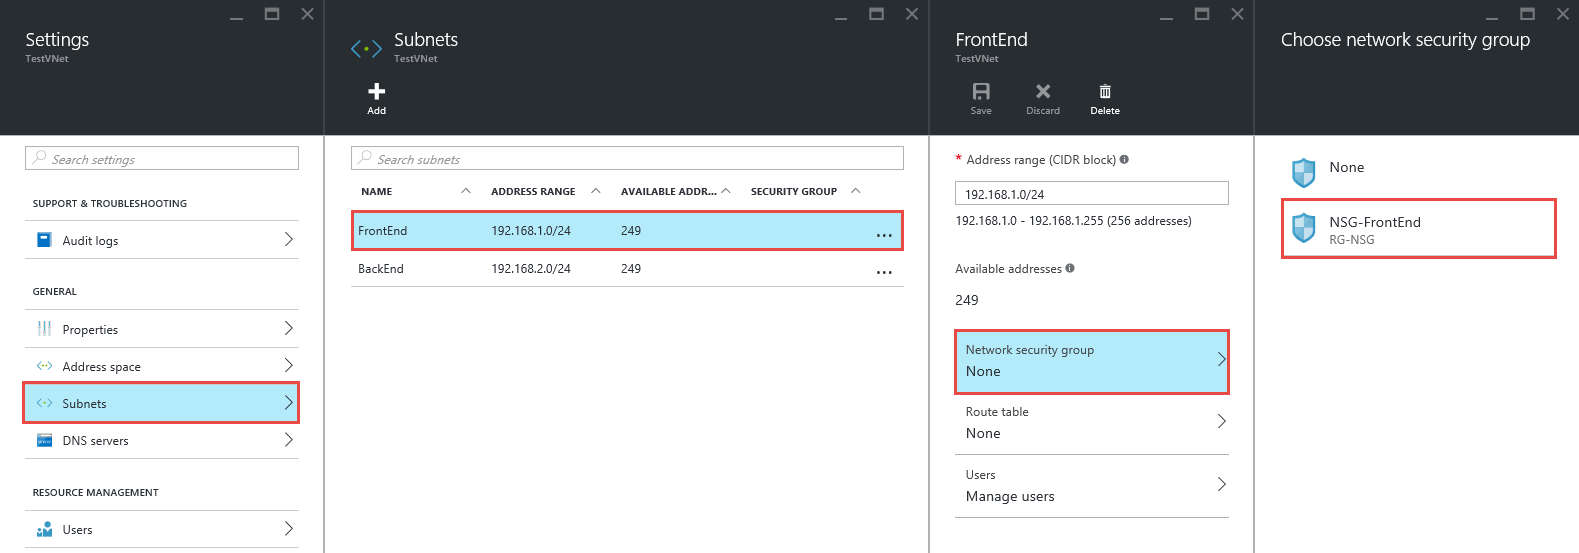 Settings
TestVNet
Search settings
SUPPORT & TROUBLESHOOTING
Audit logs
GENERAL
Properties
Address space
Subnets
DNS servers
RESOURCE MANAGEMENT
Users
Subnets
TestVNet
Add
Search subnets
NAME ADDRESS RANGE AVAILABLE ADDR... SECURITY GROUP
FrontEnd 192.168.1.0/24 249 ...
BackEnd 192.168.2.0/24 249 ...
FrontEnd
TestVNet
Save Discard Delete
* Address range (CIDR block)
192.168.1.0/24
192.168.1.0 - 192.168.1.255 (256 addresses)
Available addresses
249
Network security group
None
Route table
None
Users
Manage users
Choose network security group
None
NSG-FrontEnd
RG-NSG